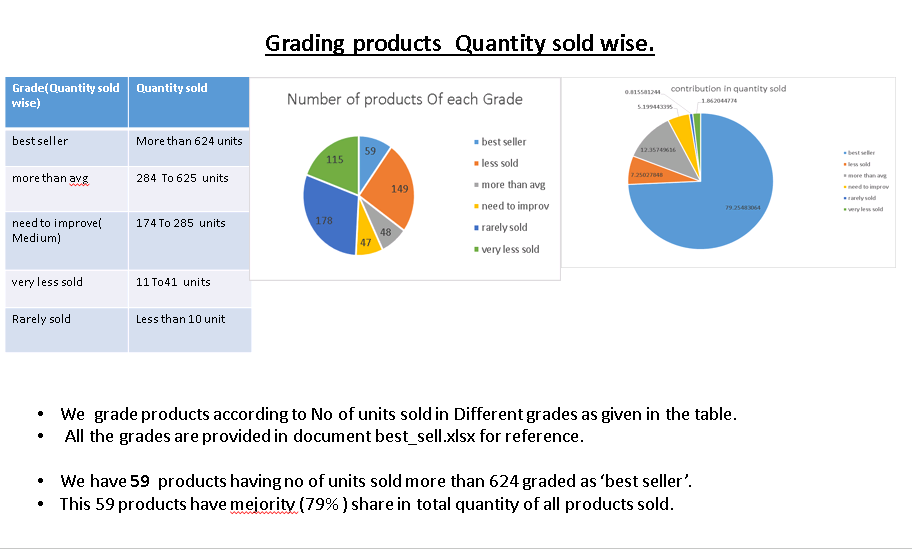 Grading products Quantity sold wise.
Grade(Quantity sold wise)
Quantity sold
best seller
More than 624 units
more than avg
284 To 625 units
need to improve(
Medium)
174 To 285 units
very less sold
11 To41 units
Rarely sold
Less than 10 unit
Number of products Of each Grade
59
149
48
47
178
115
best seller
less sold
more than avg
need to improv
rarely sold
very less sold
contribution in quantity sold
0.815581244
1.862044774
5.199443395
12.35749616
7.25027848
79.25483064
best seller
less sold
more than avg
need to improv
rarely sold
very less sold
• We grade products according to No of units sold in Different grades as given in the table.
• All the grades are provided in document best_sell.xlsx for reference.
• We have 59 products having no of units sold more than 624 graded as ‘best seller’.
• This 59 products have mejority (79% ) share in total quantity of all products sold.